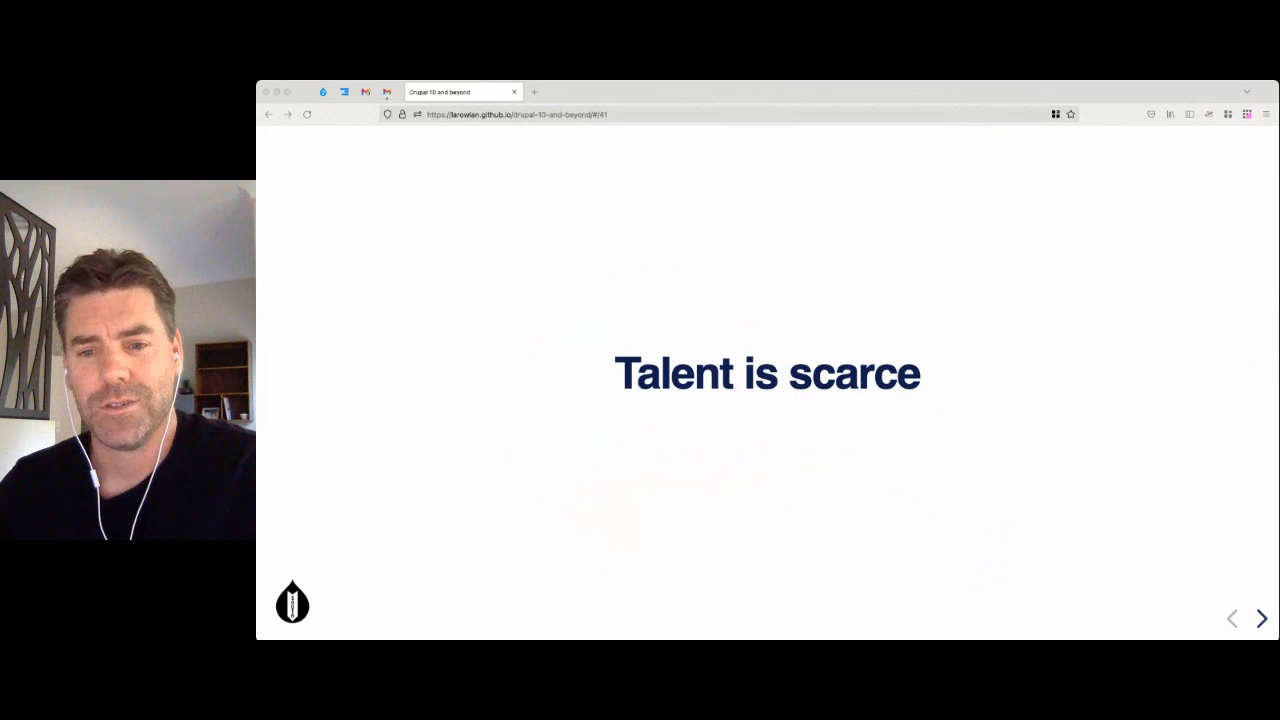 Drupal 10 and beyond
https://larowlan.github.io/drupal-10-and-beyond/#/41
Talent is scarce